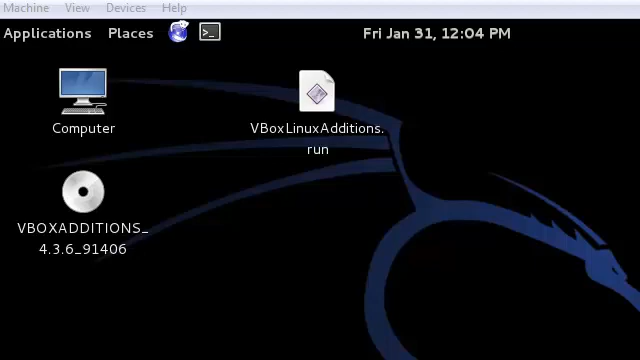 Machine View Devices Help
Applications Places Fri Jan 31, 12:04 PM
Computer
VBoxLinuxAdditions.
run
VBOXADDITIONS_
4.3.6_91406